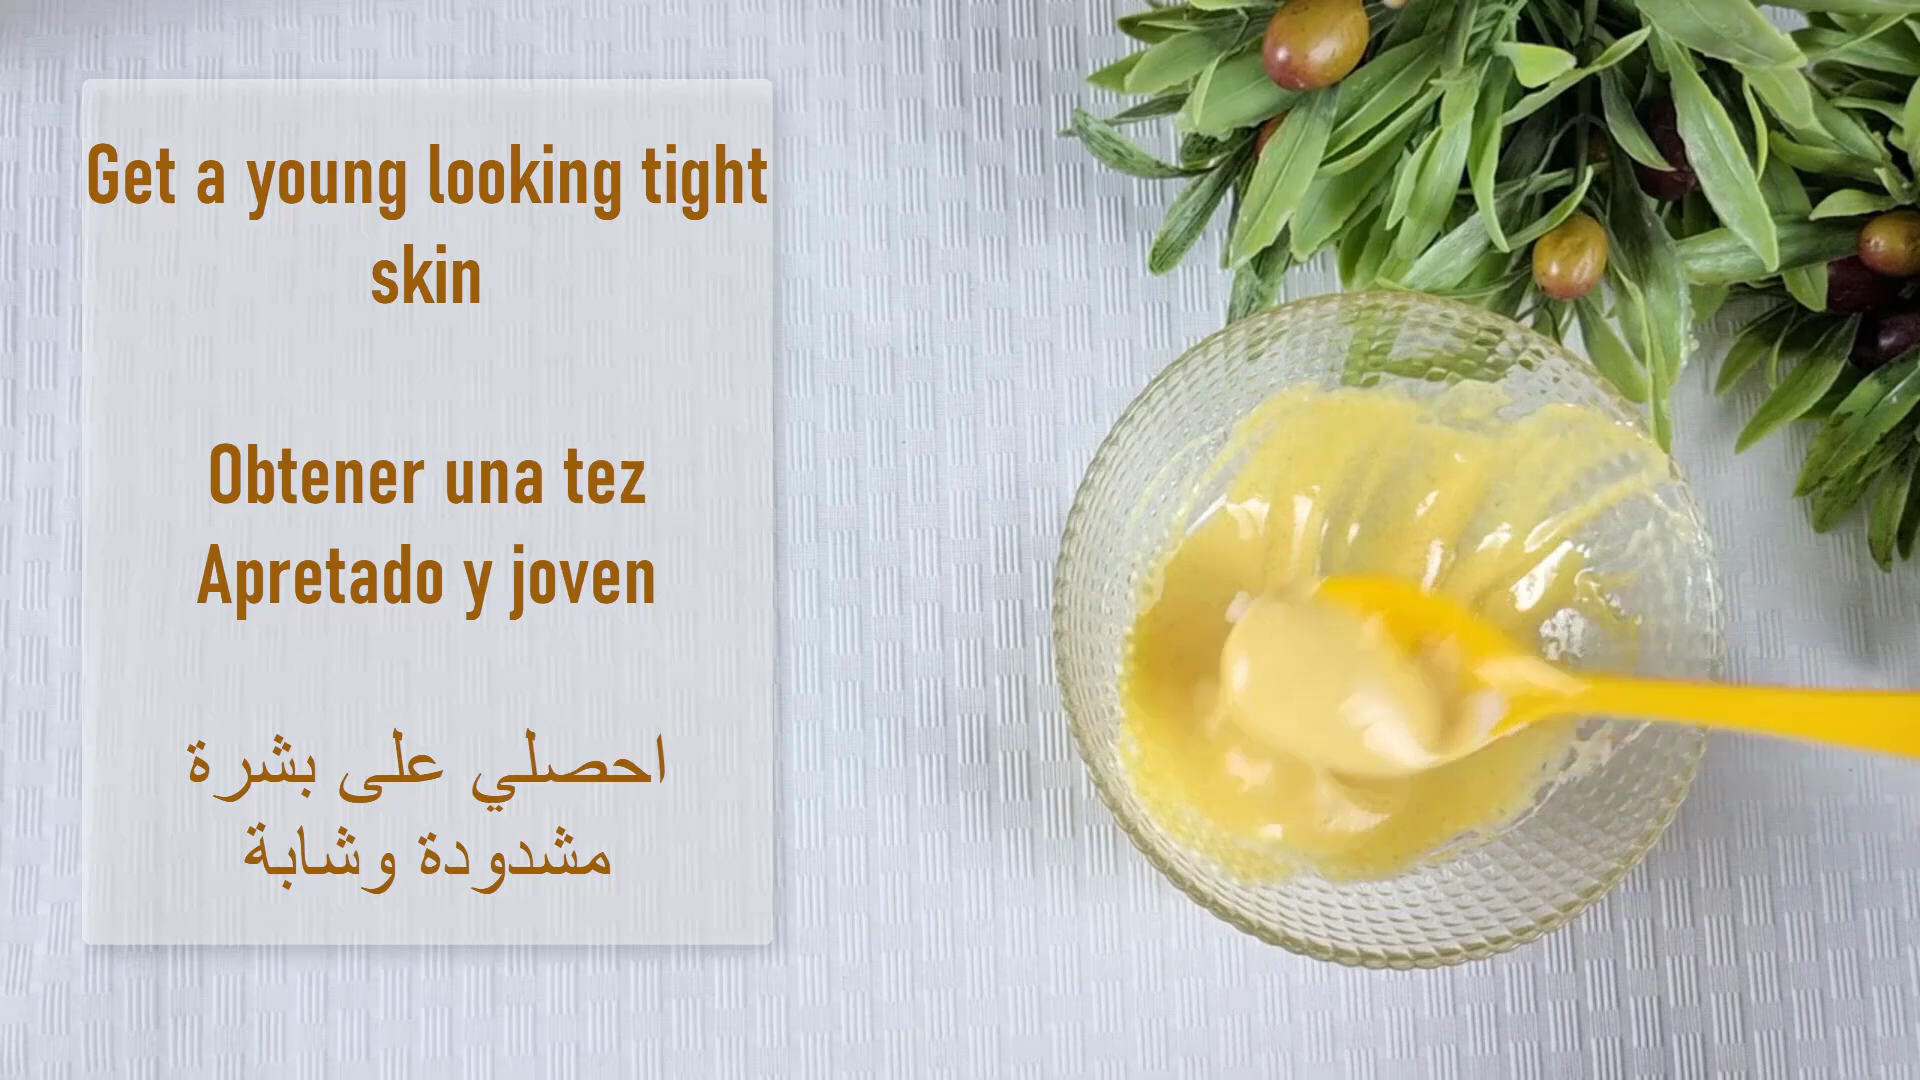 Get a young looking tight
skin
Obtener una tez
Apretado y joven
احصلي على بشرة
مشدودة وشابة